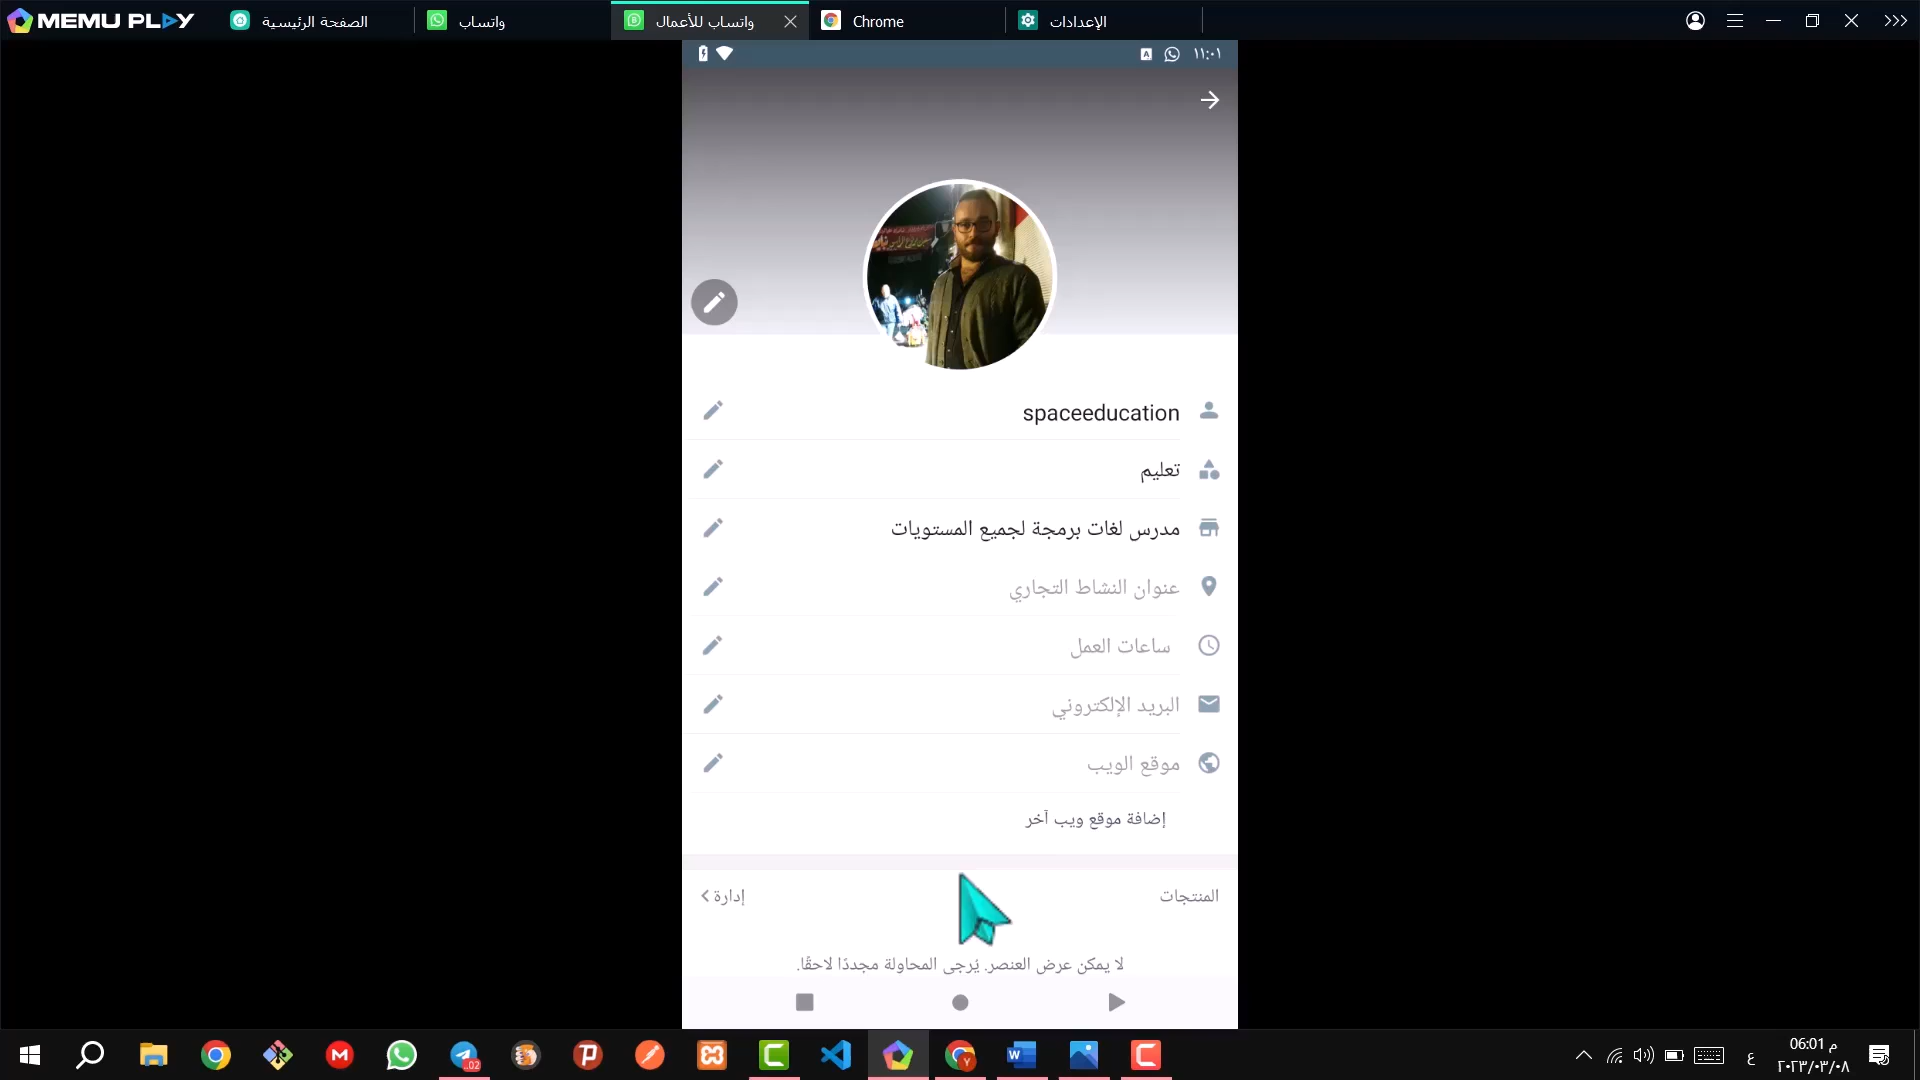 MEMU PLAY
الصفحة الرئيسية
واتساب
واتساب للأعمال
Chrome
الإعدادات
١١:٠١
spaceeducation
تعليم
مدرس لغات برمجة لجميع المستويات
عنوان النشاط التجاري
ساعات العمل
البريد الإلكتروني
موقع الويب
إضافة موقع ويب آخر
المنتجات
إدارة
لا يمكن عرض العنصر. يُرجى المحاولة مجددًا لاحقًا.
ع
06:01 م
٢٠٢٣/٠٣/٠٨